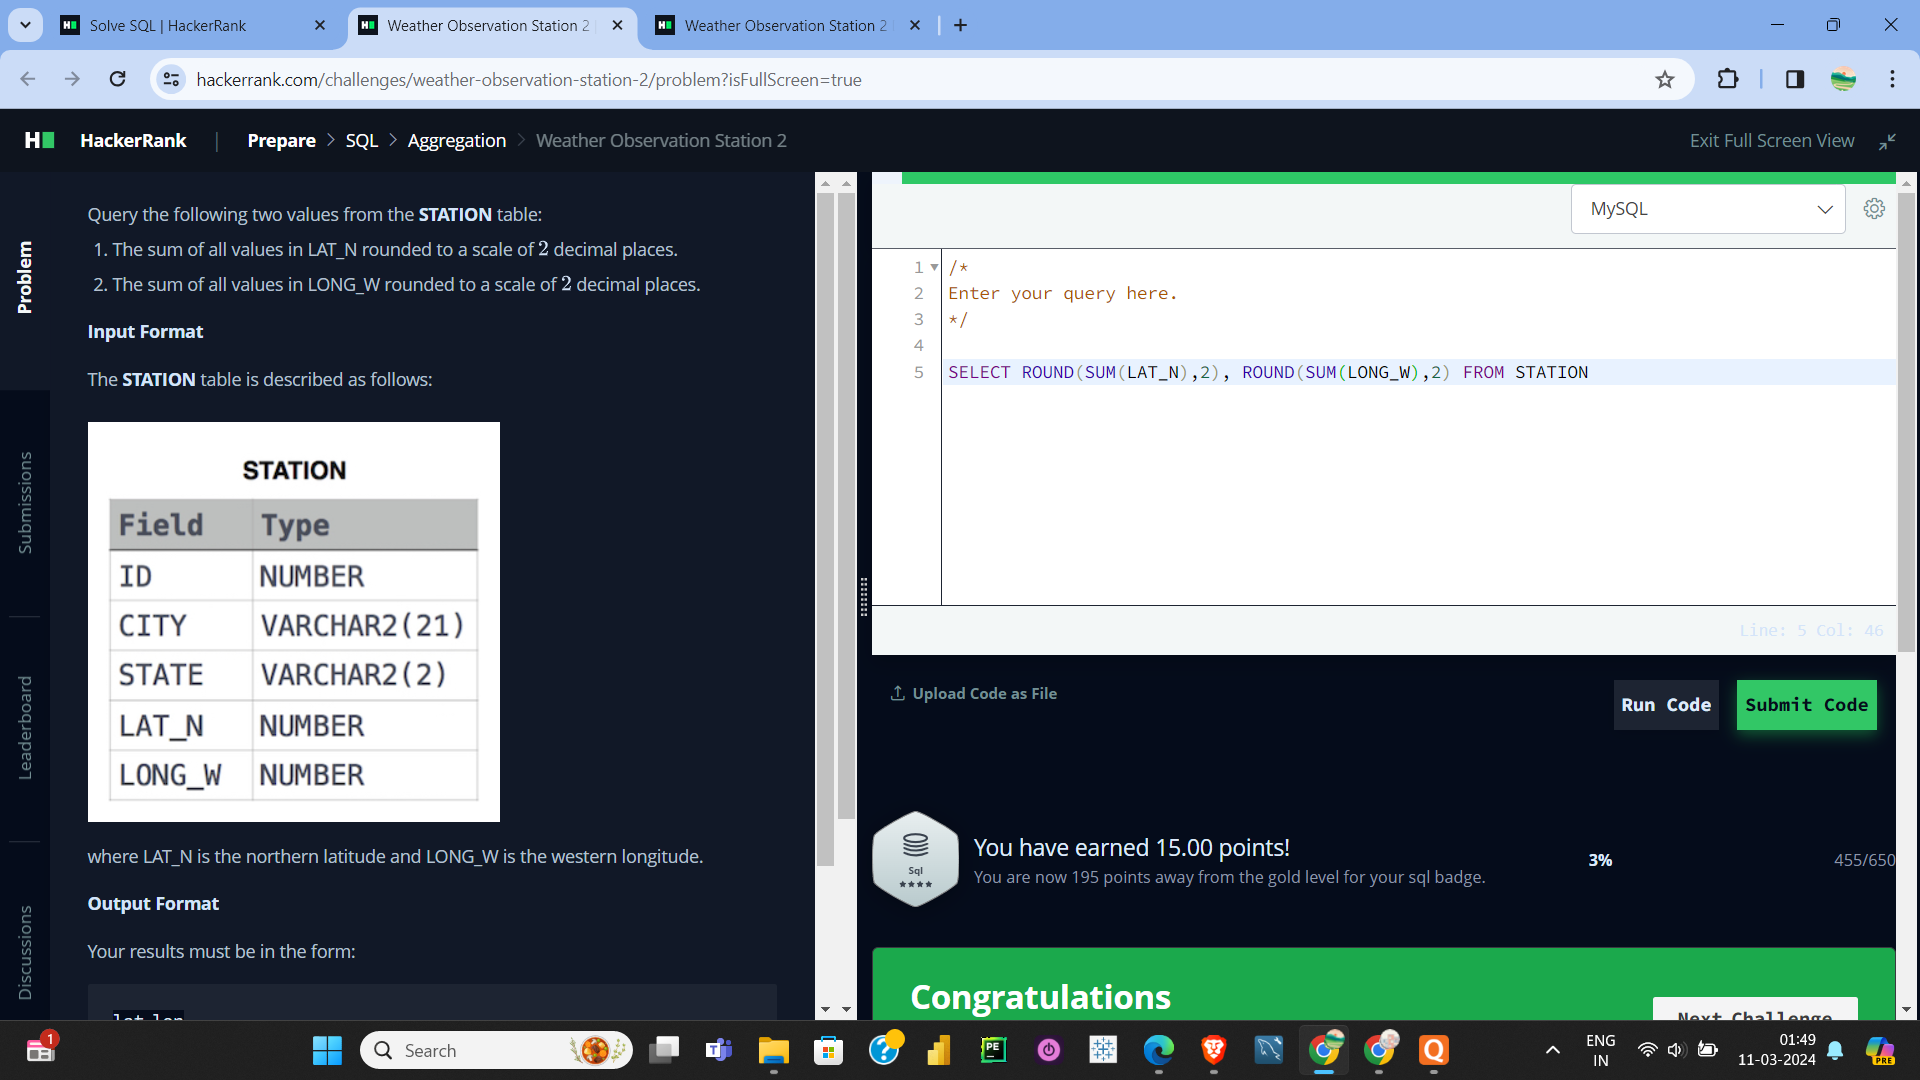 Solve SQL | HackerRank
Weather Observation Station 2
Weather Observation Station 2
hackerrank.com/challenges/weather-observation-station-2/problem?isFullScreen=true
HackerRank | Prepare > SQL > Aggregation > Weather Observation Station 2
Exit Full Screen View
Problem
Submissions
Leaderboard
Discussions
Query the following two values from the STATION table:
1. The sum of all values in LAT_N rounded to a scale of 2 decimal places.
2. The sum of all values in LONG_W rounded to a scale of 2 decimal places.
Input Format
The STATION table is described as follows:
STATION
Field Type
ID NUMBER
CITY VARCHAR2(21)
STATE VARCHAR2(2)
LAT_N NUMBER
LONG_W NUMBER
where LAT_N is the northern latitude and LONG_W is the western longitude.
Output Format
Your results must be in the form:
lat lon
MySQL
1 /*
2 Enter your query here.
3 */
4
5 SELECT ROUND(SUM(LAT_N),2), ROUND(SUM(LONG_W),2) FROM STATION
Line: 5 Col: 46
Upload Code as File
Run Code
Submit Code
Sql
You have earned 15.00 points!
You are now 195 points away from the gold level for your sql badge.
3%
455/650
Congratulations
Next Challenge
1
Search
PE
ENG
IN
01:49
11-03-2024
PRE